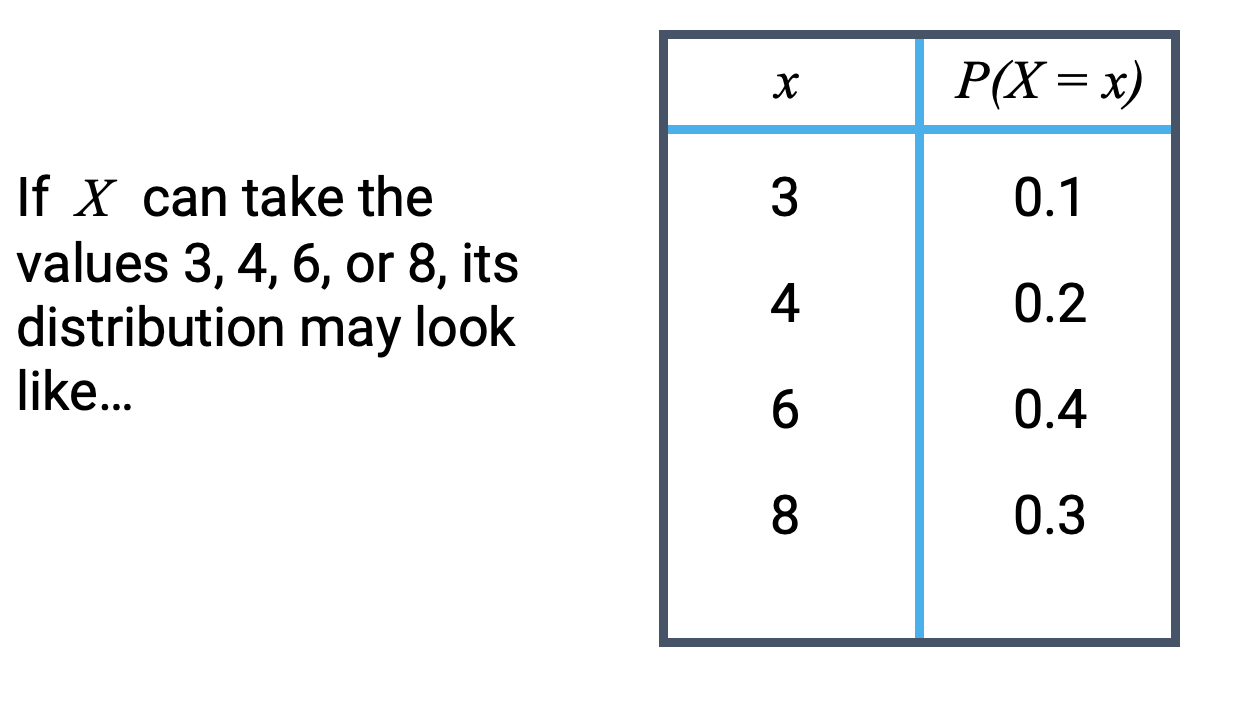 If X can take the
values 3, 4, 6, or 8, its
distribution may look
like...
x P(X = x)
3 0.1
4 0.2
6 0.4
8 0.3